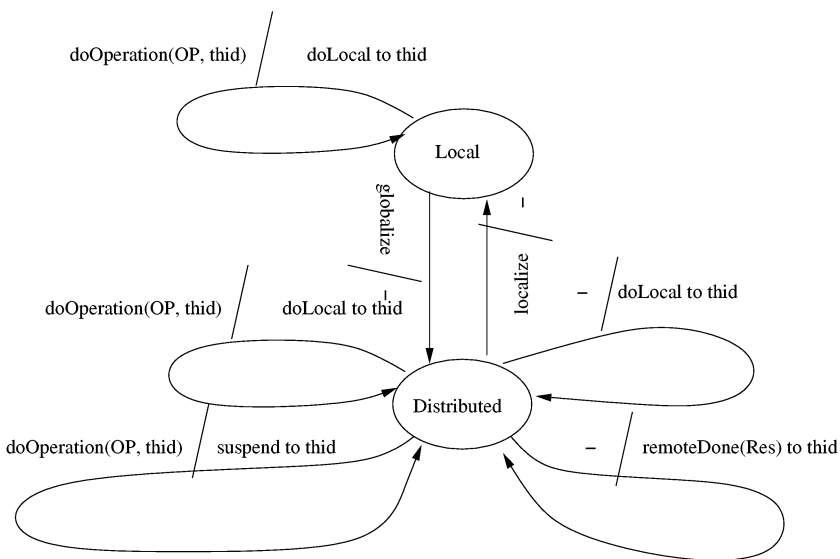 doOperation(OP, thid) doLocal to thid
Local
globalize
–
–
localize
doOperation(OP, thid) doLocal to thid
– doLocal to thid
Distributed
doOperation(OP, thid) suspend to thid
– remoteDone(Res) to thid